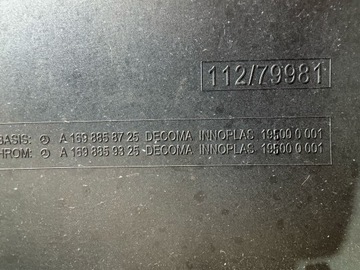 112/79981
BASIS: A 169 885 87 25 DECOMA INNOPLAS 19500 0 001
HROM: A 169 885 93 25 DECOMA INNOPLAS 19500 0 001